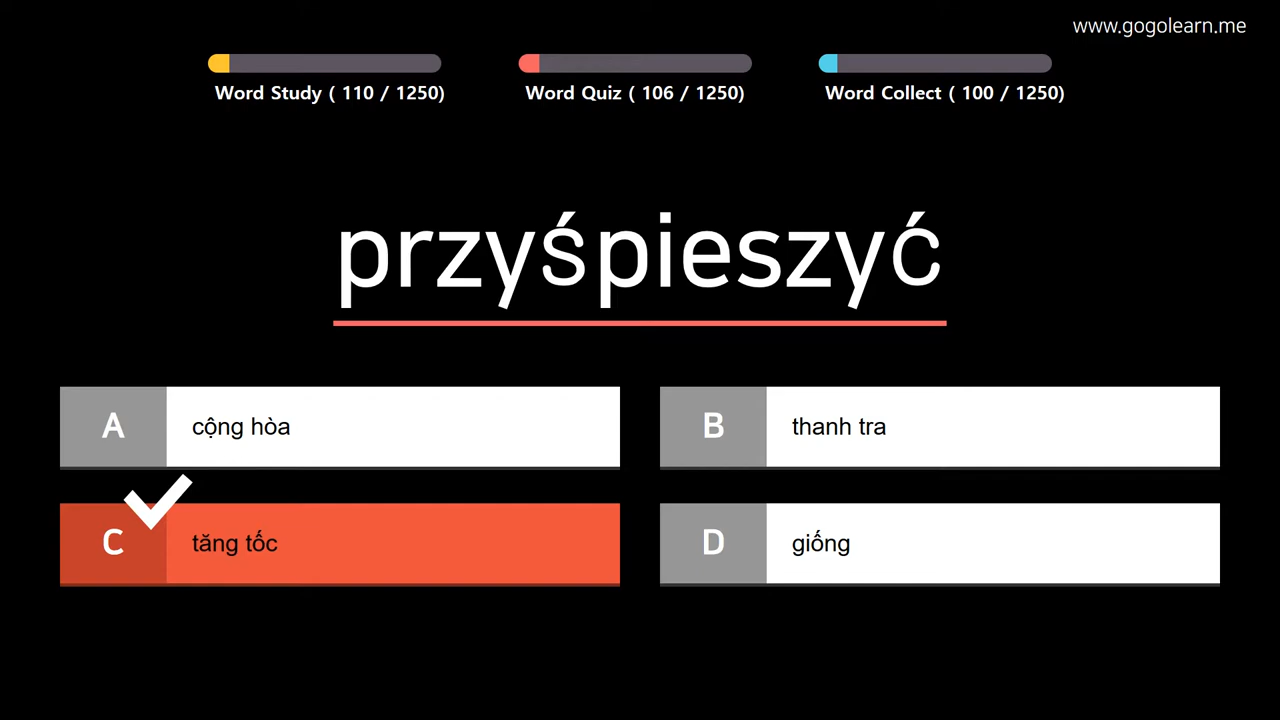 www.gogolearn.me
Word Study ( 110 / 1250)
Word Quiz ( 106 / 1250)
Word Collect ( 100 / 1250)
przyśpieszyć
A cộng hòa
B thanh tra
C tăng tốc
D giống